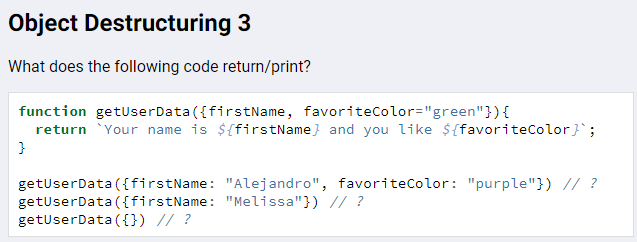 Object Destructuring 3
What does the following code return/print?
function getUserData({firstName, favoriteColor="green"}){
  return `Your name is ${firstName} and you like ${favoriteColor}`;
}
getUserData({firstName: "Alejandro", favoriteColor: "purple"}) // ?
getUserData({firstName: "Melissa"}) // ?
getUserData({}) // ?